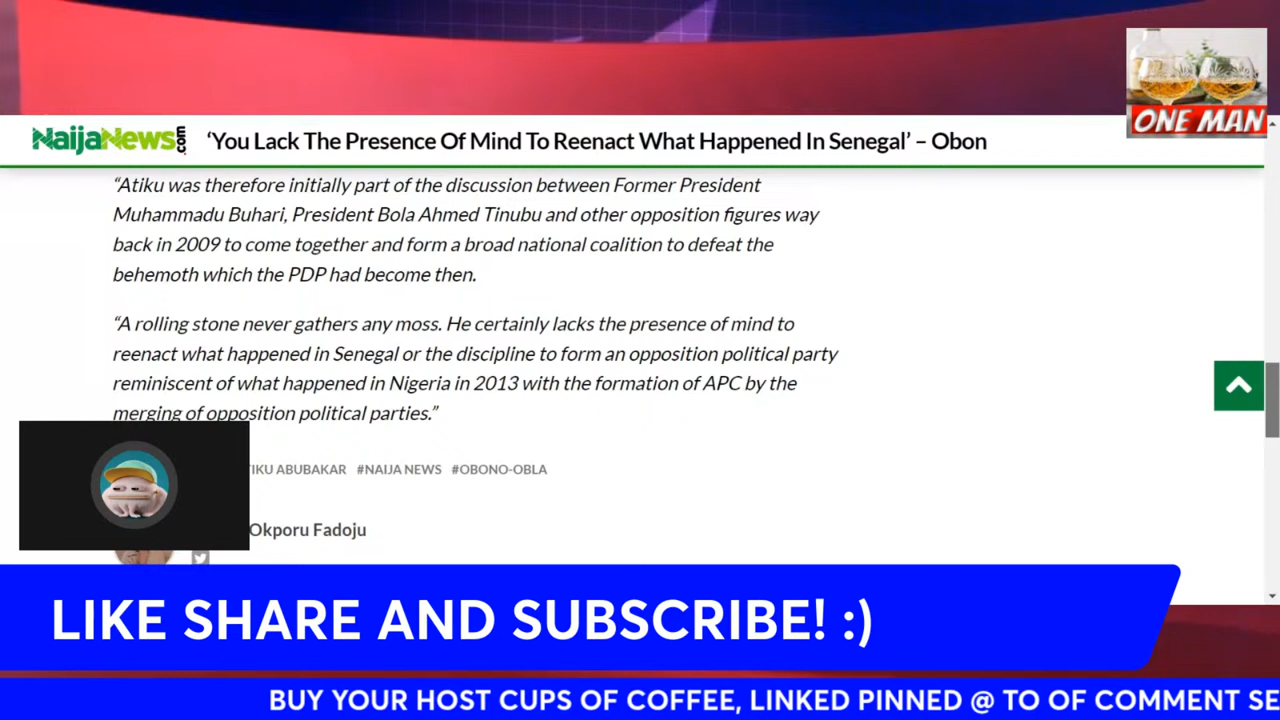 ONE MAN
NaijaNews.com
‘You Lack The Presence Of Mind To Reenact What Happened In Senegal’ – Obon
“Atiku was therefore initially part of the discussion between Former President
Muhammadu Buhari, President Bola Ahmed Tinubu and other opposition figures way
back in 2009 to come together and form a broad national coalition to defeat the
behemoth which the PDP had become then.
“A rolling stone never gathers any moss. He certainly lacks the presence of mind to
reenact what happened in Senegal or the discipline to form an opposition political party
reminiscent of what happened in Nigeria in 2013 with the formation of APC by the
merging of opposition political parties.”
TIKU ABUBAKAR #NAIJA NEWS #OBONO-OBLA
Okporu Fadoju
LIKE SHARE AND SUBSCRIBE! :)
BUY YOUR HOST CUPS OF COFFEE, LINKED PINNED @ TO OF COMMENT SE